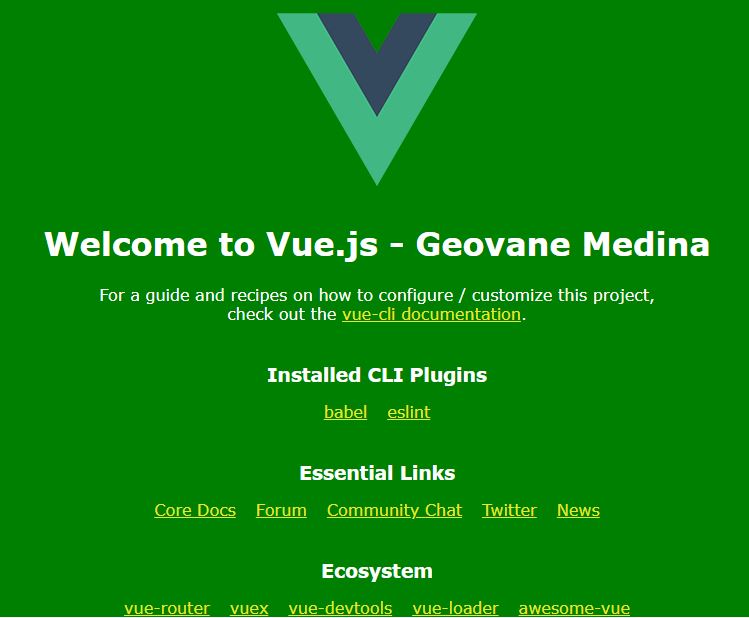 Welcome to Vue.js - Geovane Medina
For a guide and recipes on how to configure / customize this project,
check out the vue-cli documentation.
Installed CLI Plugins
babel eslint
Essential Links
Core Docs Forum Community Chat Twitter News
Ecosystem
vue-router vuex vue-devtools vue-loader awesome-vue